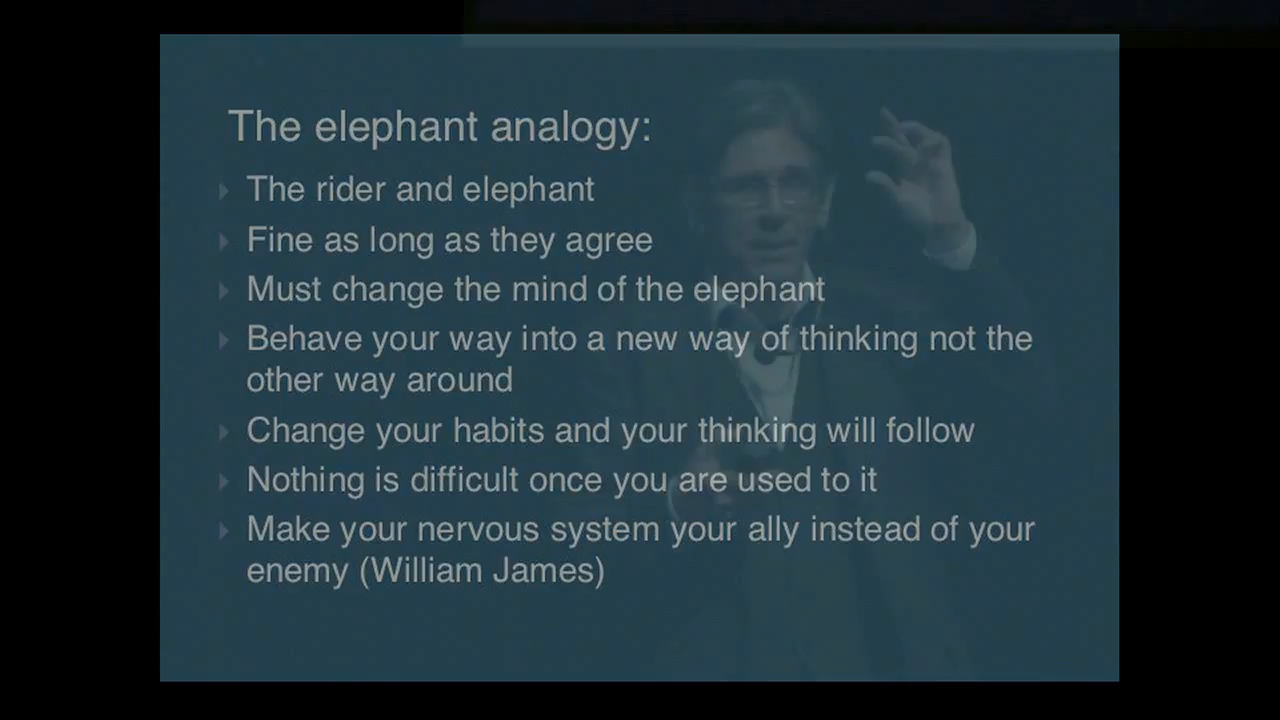 The elephant analogy:
The rider and elephant
Fine as long as they agree
Must change the mind of the elephant
Behave your way into a new way of thinking not the
other way around
Change your habits and your thinking will follow
Nothing is difficult once you are used to it
Make your nervous system your ally instead of your
enemy (William James)